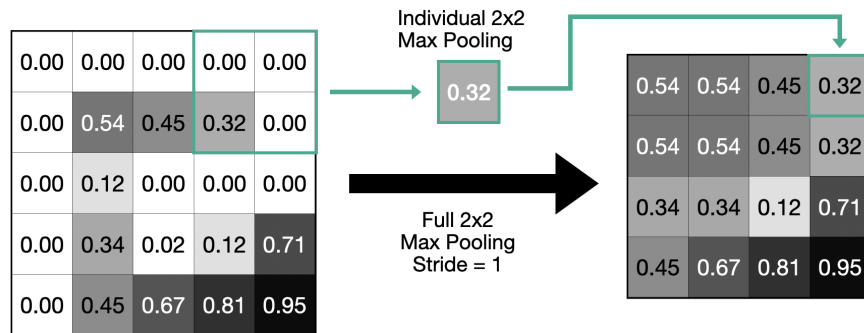 Individual 2x2
Max Pooling
0.00 0.00 0.00 0.00 0.00
0.00 0.54 0.45 0.32 0.00
0.00 0.12 0.00 0.00 0.00
0.00 0.34 0.02 0.12 0.71
0.00 0.45 0.67 0.81 0.95
0.32
Full 2x2
Max Pooling
Stride = 1
0.54 0.54 0.45 0.32
0.54 0.54 0.45 0.32
0.34 0.34 0.12 0.71
0.45 0.67 0.81 0.95